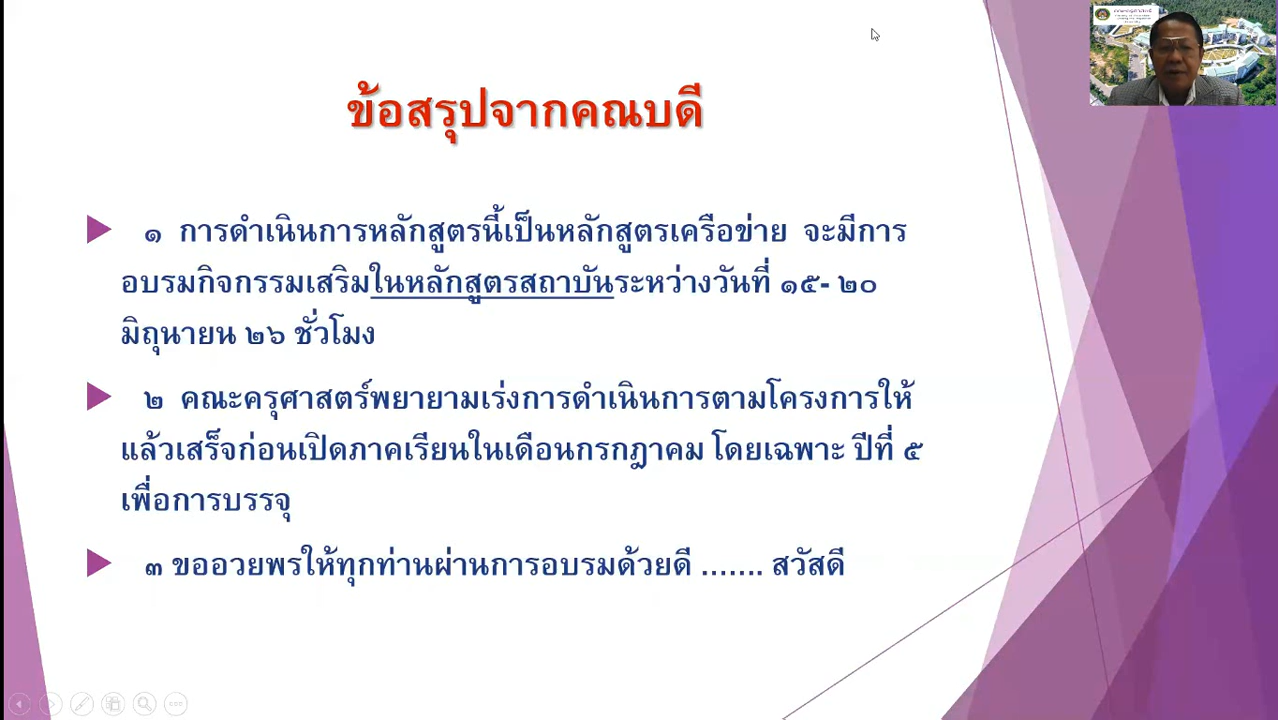 ข้อสรุปจากคณบดี
๑ การดำเนินการหลักสูตรนี้เป็นหลักสูตรเครือข่าย จะมีการ
อบรมกิจกรรมเสริมในหลักสูตรสถาบันระหว่างวันที่ ๑๕- ๒๐
มิถุนายน ๒๖ ชั่วโมง
๒ คณะครุศาสตร์พยายามเร่งการดำเนินการตามโครงการให้
แล้วเสร็จก่อนเปิดภาคเรียนในเดือนกรกฎาคม โดยเฉพาะ ปีที่ ๕
เพื่อการบรรจุ
๓ ขออวยพรให้ทุกท่านผ่านการอบรมด้วยดี ....... สวัสดี